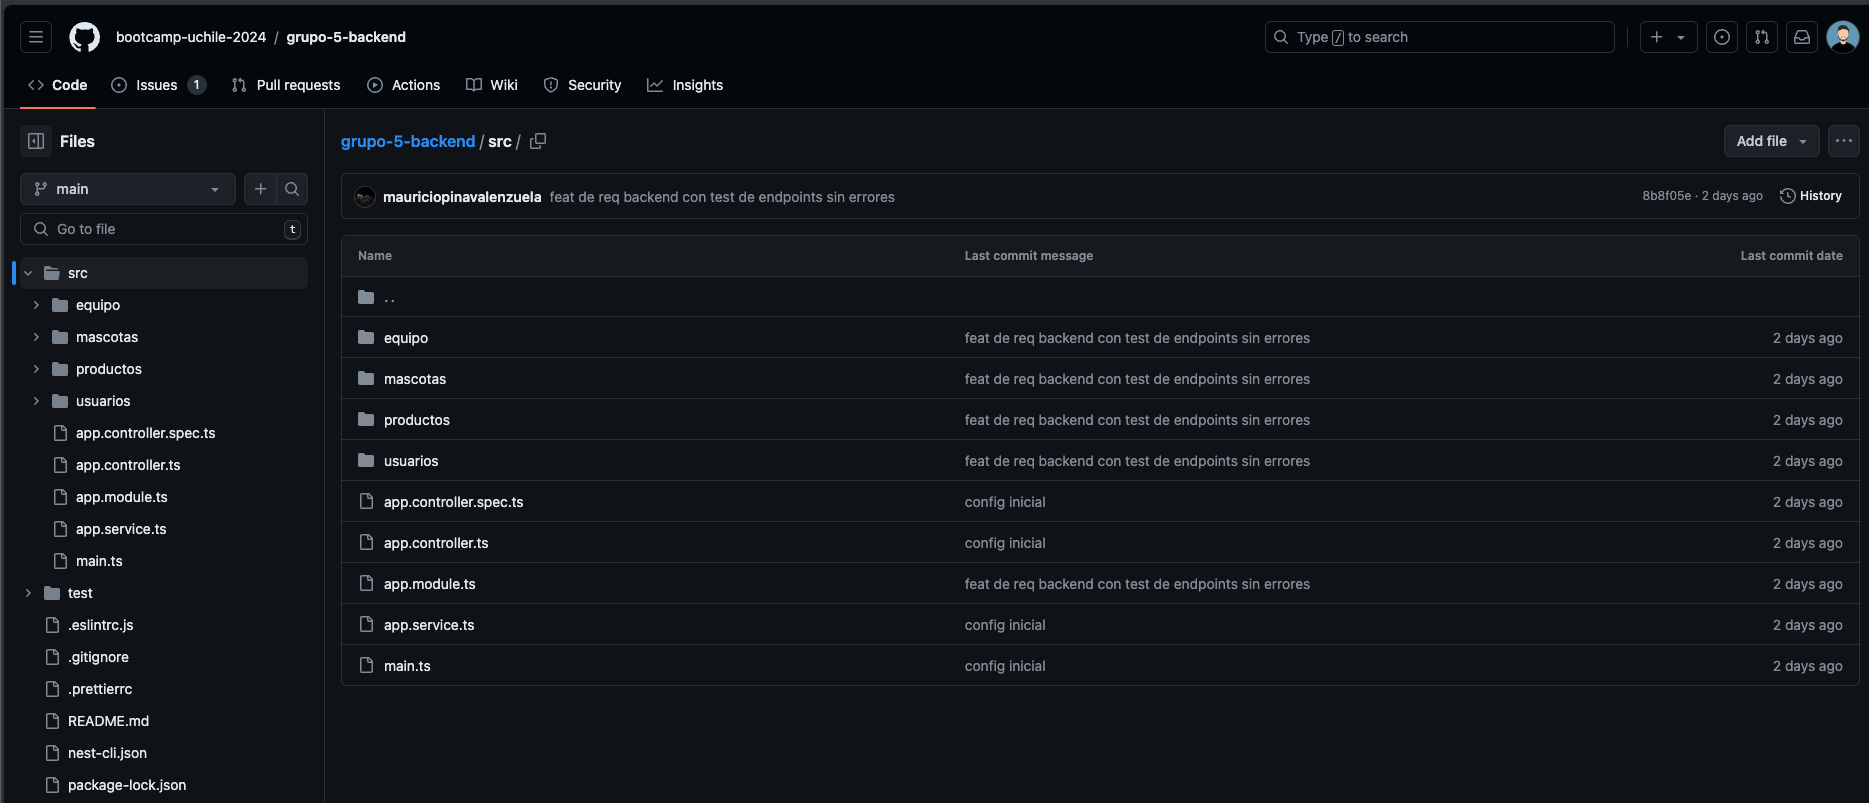 bootcamp-uchile-2024 / grupo-5-backend
Type / to search
Code
Issues 1
Pull requests
Actions
Wiki
Security
Insights
Files
main
Go to file
t
src
equipo
mascotas
productos
usuarios
app.controller.spec.ts
app.controller.ts
app.module.ts
app.service.ts
main.ts
test
.eslintrc.js
.gitignore
.prettierrc
README.md
nest-cli.json
package-lock.json
grupo-5-backend / src /
Add file
mauriciopinavalenzuela feat de req backend con test de endpoints sin errores
8b8f05e · 2 days ago
History
Name Last commit message Last commit date
..
equipo feat de req backend con test de endpoints sin errores 2 days ago
mascotas feat de req backend con test de endpoints sin errores 2 days ago
productos feat de req backend con test de endpoints sin errores 2 days ago
usuarios feat de req backend con test de endpoints sin errores 2 days ago
app.controller.spec.ts config inicial 2 days ago
app.controller.ts config inicial 2 days ago
app.module.ts feat de req backend con test de endpoints sin errores 2 days ago
app.service.ts config inicial 2 days ago
main.ts config inicial 2 days ago